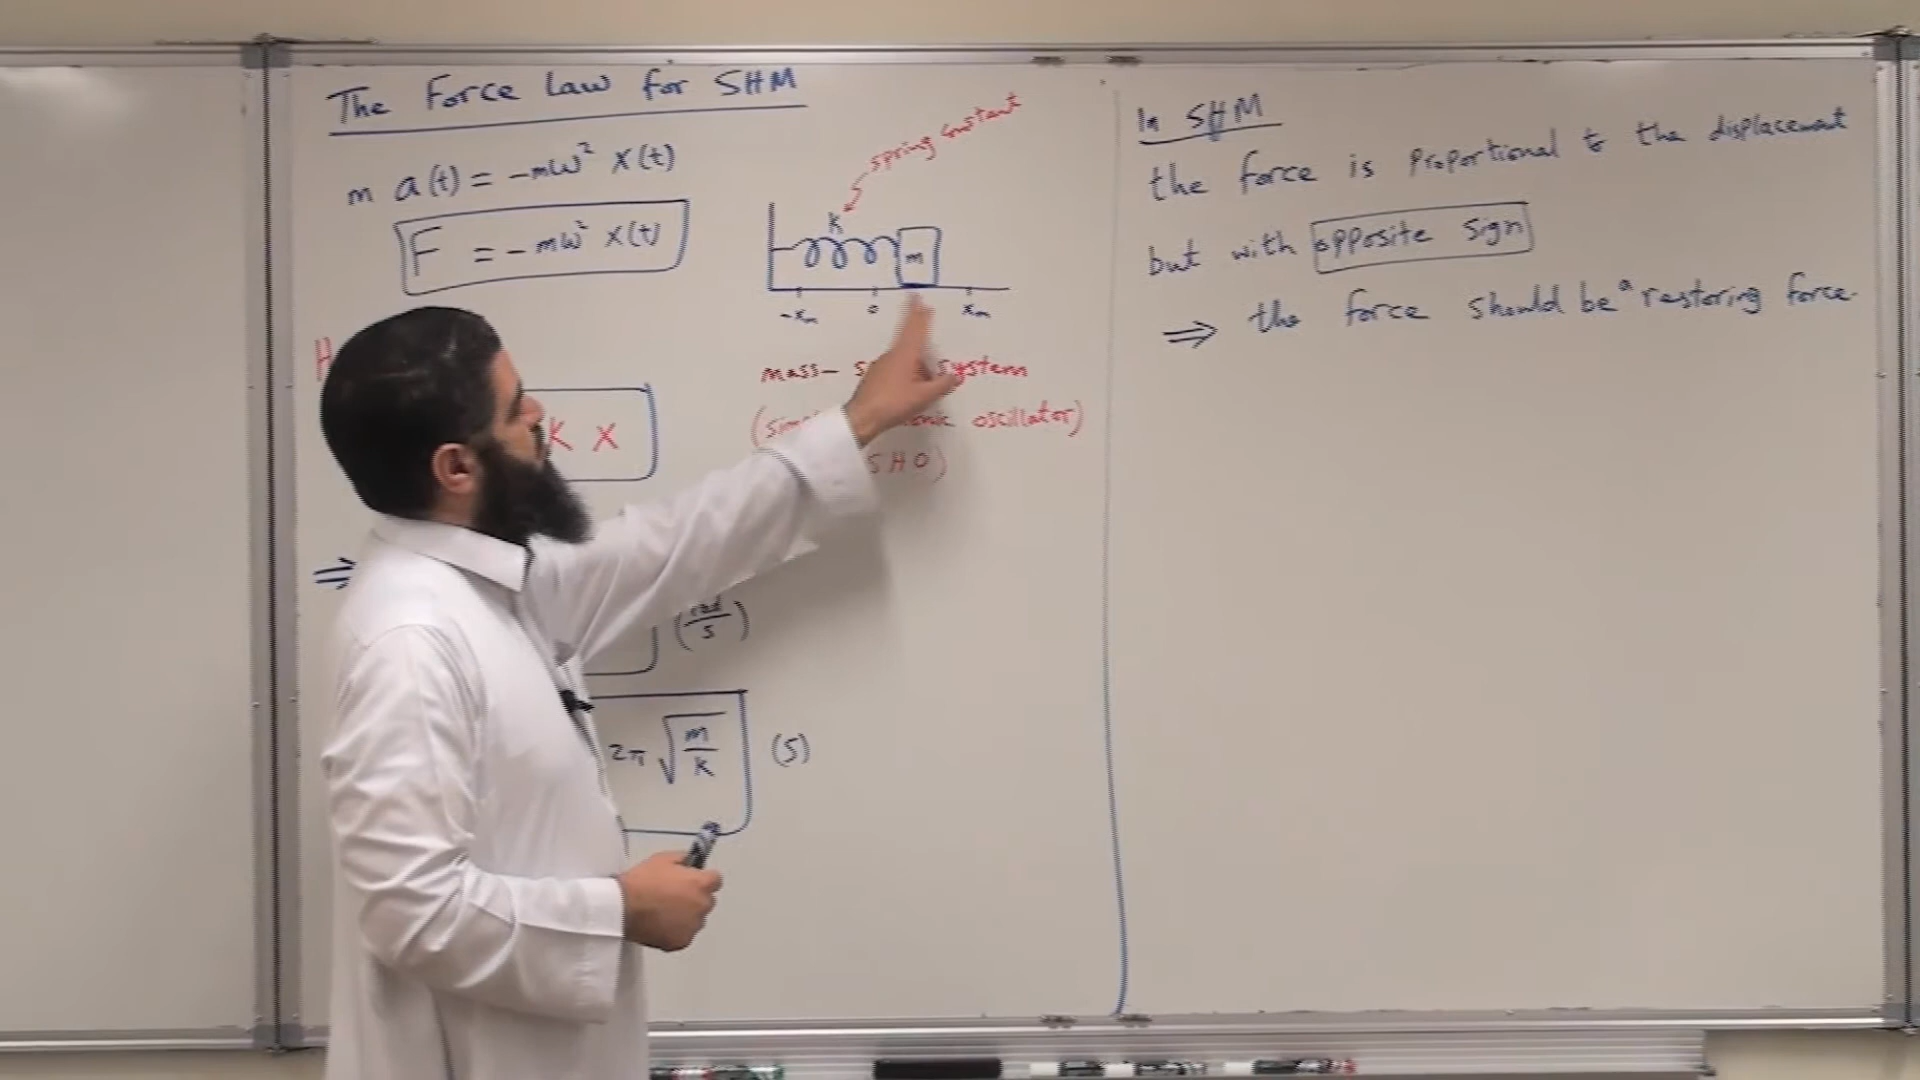 The Force Law for SHM
m a(t) = -mω² x(t)
F = -mω² x(t)
K x
⇒
(rad/s)
2π √(m/k) (s)
spring constant
k
m
-xₘ 0 xₘ
mass- system
oscillator)
SHO)
In SHM
the force is proportional to the displacement
but with opposite sign
⇒ the force should be a restoring force.